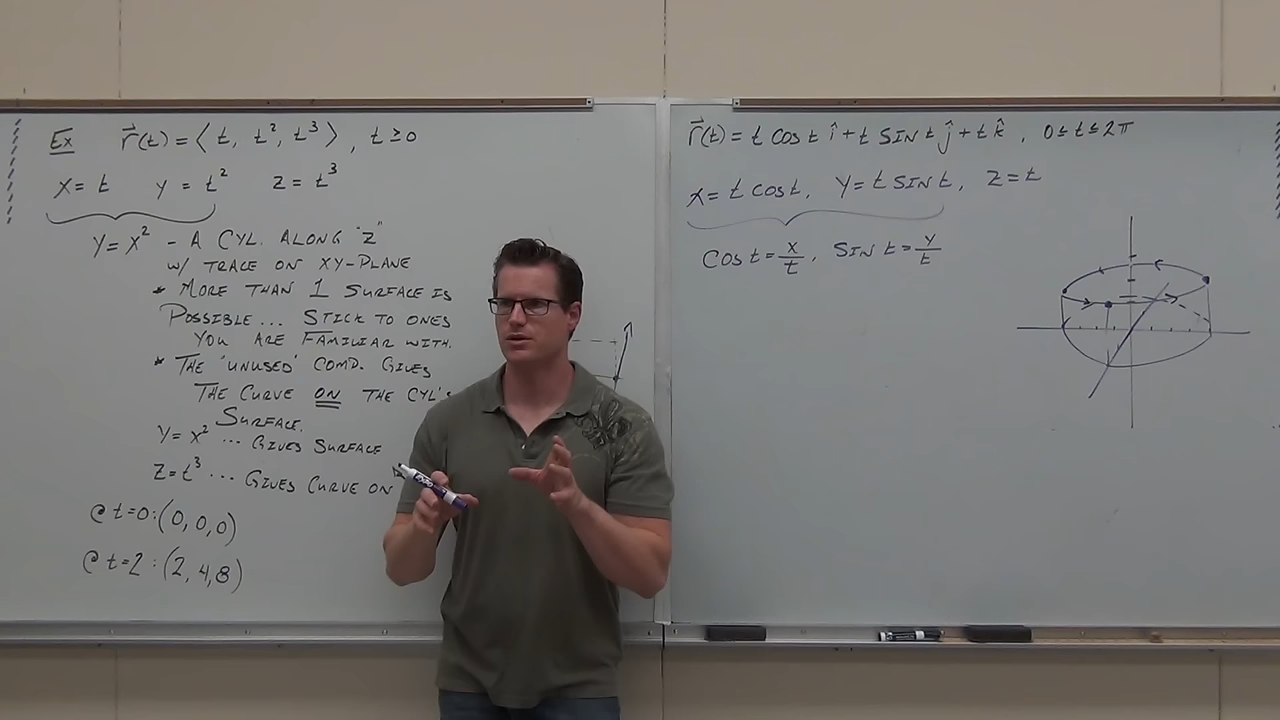 Ex r⃗(t) = ⟨t, t², t³⟩, t ≥ 0
X = t y = t² z = t³
Y = X² - A CYL. ALONG "Z"
W/ TRACE ON XY-PLANE
* MORE THAN 1 SURFACE IS
POSSIBLE... STICK TO ONES
YOU ARE FAMILIAR WITH.
* THE 'UNUSED' COMP. GIVES
THE CURVE ON THE CYL'S
SURFACE.
Y = X² ... GIVES SURFACE
Z = t³ ... GIVES CURVE ON
@ t=0: (0, 0, 0)
@ t=2: (2, 4, 8)
r⃗(t) = t cos t î + t SIN t ĵ + t k̂, 0 ≤ t ≤ 2π
X = t cos t, Y = t SIN t, Z = t
Cos t = X/t, SIN t = Y/t
EXPO